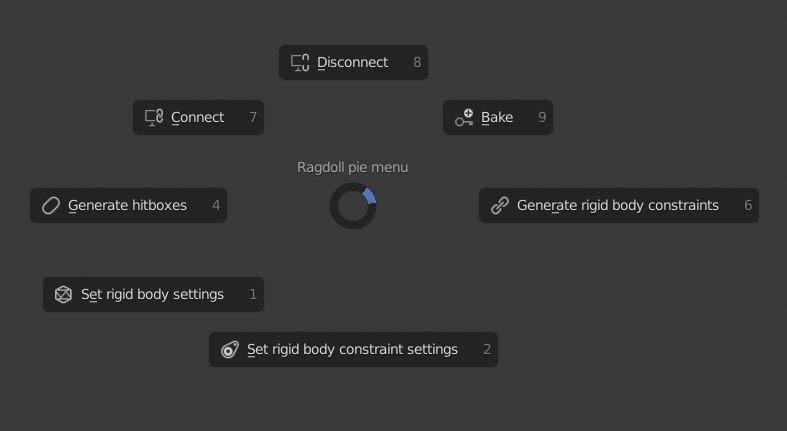 Disconnect 8
Connect 7
Bake 9
Ragdoll pie menu
Generate hitboxes 4
Generate rigid body constraints 6
Set rigid body settings 1
Set rigid body constraint settings 2